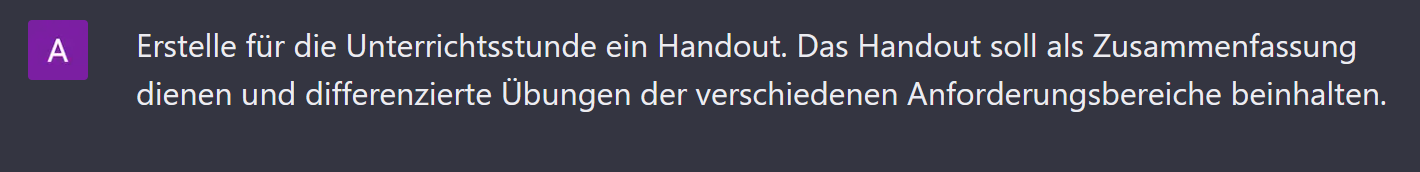 A
Erstelle für die Unterrichtsstunde ein Handout. Das Handout soll als Zusammenfassung
dienen und differenzierte Übungen der verschiedenen Anforderungsbereiche beinhalten.